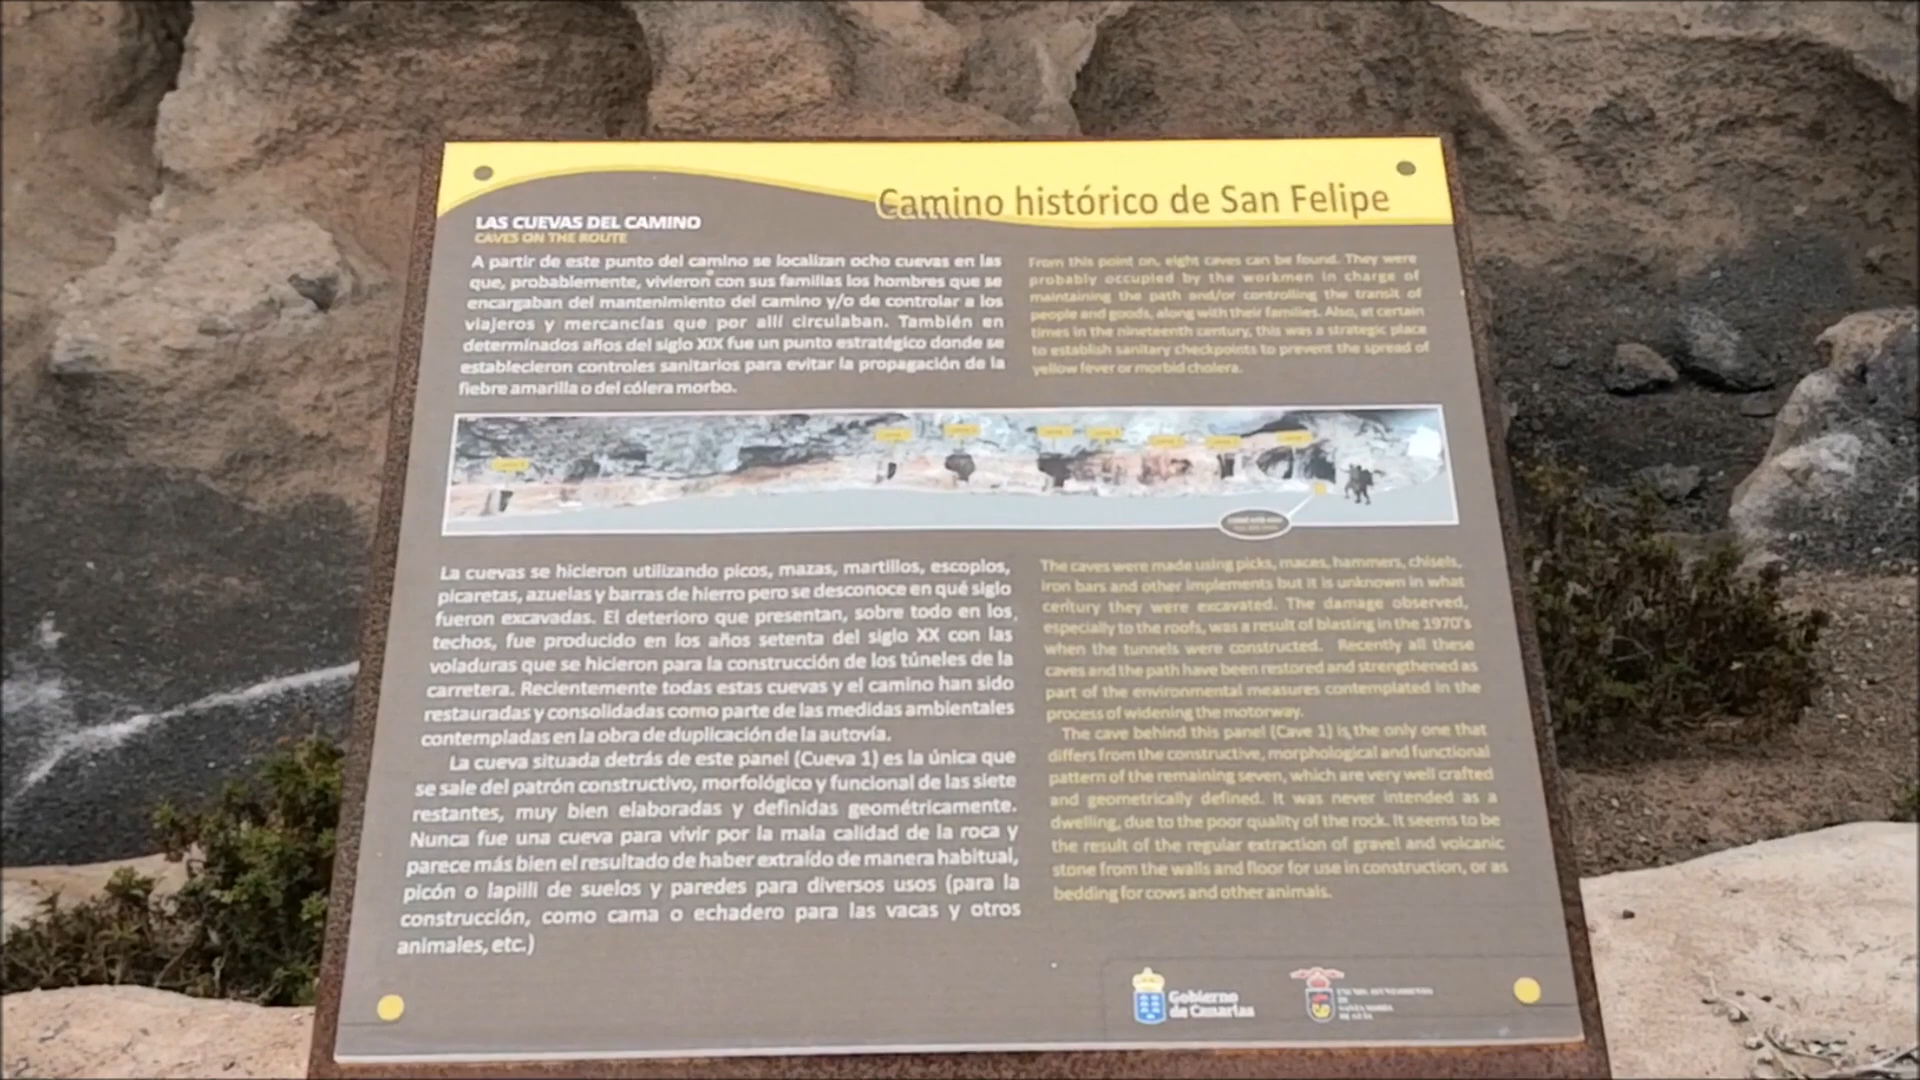 Camino histórico de San Felipe
LAS CUEVAS DEL CAMINO
CAVES ON THE ROUTE
A partir de este punto del camino se localizan ocho cuevas en las
que, probablemente, vivieron con sus familias los hombres que se
encargaban del mantenimiento del camino y/o de controlar a los
viajeros y mercancías que por allí circulaban. También en
determinados años del siglo XIX fue un punto estratégico donde se
establecieron controles sanitarios para evitar la propagación de la
fiebre amarilla o del cólera morbo.
From this point on, eight caves can be found. They were
probably occupied by the workmen in charge of
maintaining the path and/or controlling the transit of
people and goods, along with their families. Also, at certain
times in the nineteenth century, this was a strategic place
to establish sanitary checkpoints to prevent the spread of
yellow fever or morbid cholera.
La cuevas se hicieron utilizando picos, mazas, martillos, escoplos,
picaretas, azuelas y barras de hierro pero se desconoce en qué siglo
fueron excavadas. El deterioro que presentan, sobre todo en los
techos, fue producido en los años setenta del siglo XX con las
voladuras que se hicieron para la construcción de los túneles de la
carretera. Recientemente todas estas cuevas y el camino han sido
restauradas y consolidadas como parte de las medidas ambientales
contempladas en la obra de duplicación de la autovía.
La cueva situada detrás de este panel (Cueva 1) es la única que
se sale del patrón constructivo, morfológico y funcional de las siete
restantes, muy bien elaboradas y definidas geométricamente.
Nunca fue una cueva para vivir por la mala calidad de la roca y
parece más bien el resultado de haber extraído de manera habitual,
picón o lapilli de suelos y paredes para diversos usos (para la
construcción, como cama o echadero para las vacas y otros
animales, etc.)
The caves were made using picks, maces, hammers, chisels,
iron bars and other implements but it is unknown in what
century they were excavated. The damage observed,
especially to the roofs, was a result of blasting in the 1970's
when the tunnels were constructed. Recently all these
caves and the path have been restored and strengthened as
part of the environmental measures contemplated in the
process of widening the motorway.
The cave behind this panel (Cave 1) is the only one that
differs from the constructive, morphological and functional
pattern of the remaining seven, which are very well crafted
and geometrically defined. It was never intended as a
dwelling, due to the poor quality of the rock. It seems to be
the result of the regular extraction of gravel and volcanic
stone from the walls and floor for use in construction, or as
bedding for cows and other animals.
Gobierno
de Canarias
EXCMO. AYUNTAMIENTO
DE
SANTA MARÍA
DE GUÍA